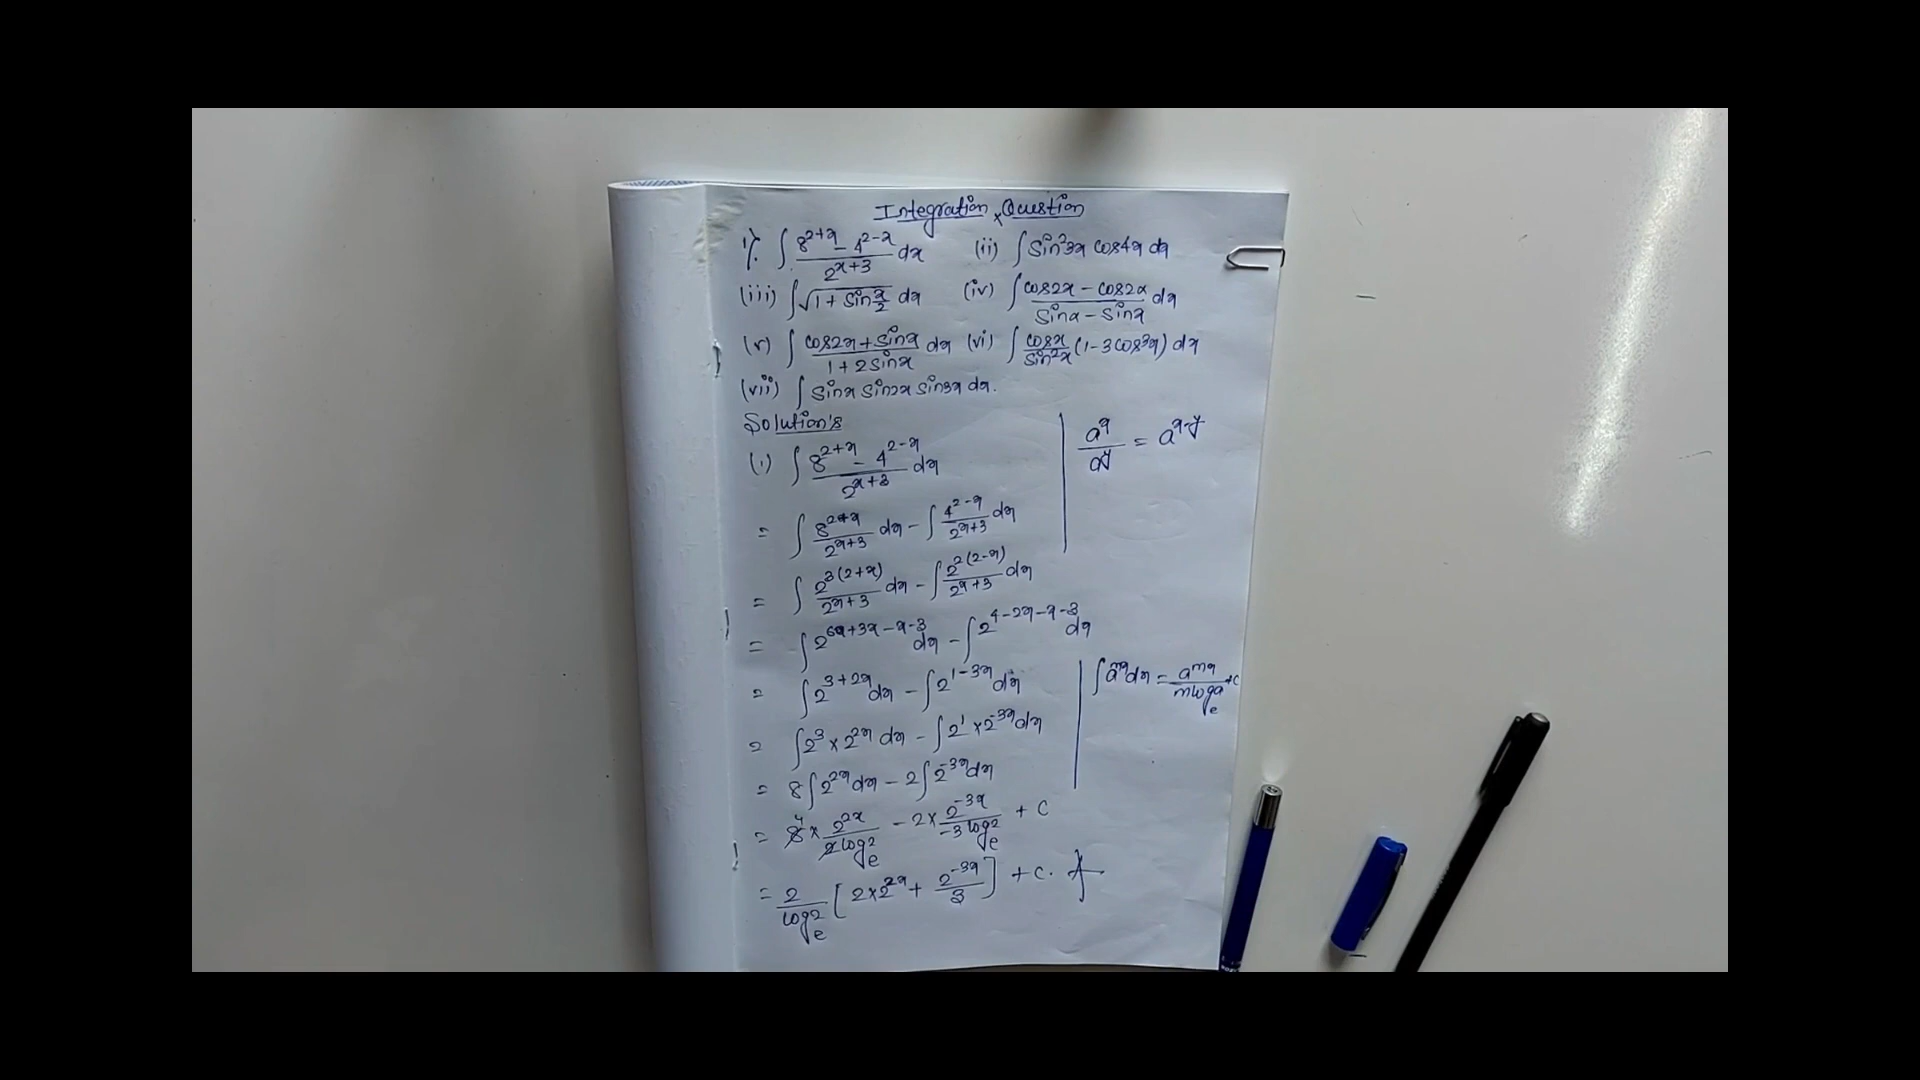 Integration Question
1). ∫ (8^(2+x) - 4^(2-x))/(2^(x+3)) dx (ii) ∫ sin²3x cos4x dx
(iii) ∫ √(1 + sin x/2) dx (iv) ∫ (cos2x - cos2α)/(sinα - sinx) dx
(v) ∫ (cos2x + sinx)/(1 + 2sinx) dx (vi) ∫ cosx/sin²x (1-3cos³x) dx
(vii) ∫ sinx sin2x sin3x dx.
Solution's
(i) ∫ (8^(2+x) - 4^(2-x))/(2^(x+3)) dx
a^x/a^y = a^(x-y)
= ∫ 8^(2+x)/2^(x+3) dx - ∫ 4^(2-x)/2^(x+3) dx
= ∫ 2^(3(2+x))/2^(x+3) dx - ∫ 2^(2(2-x))/2^(x+3) dx
= ∫ 2^(6+3x-x-3) dx - ∫ 2^(4-2x-x-3) dx
= ∫ 2^(3+2x) dx - ∫ 2^(1-3x) dx
∫ a^(mx) dx = a^(mx)/(m log_e a) + c
= ∫ 2³ × 2^(2x) dx - ∫ 2¹ × 2^(-3x) dx
= 8 ∫ 2^(2x) dx - 2 ∫ 2^(-3x) dx
= 8 4 × 2^(2x)/(2 log_e 2) - 2 × 2^(-3x)/(-3 log_e 2) + C
= 2/(log_e 2) [2×2^(2x) + 2^(-3x)/3] + C.